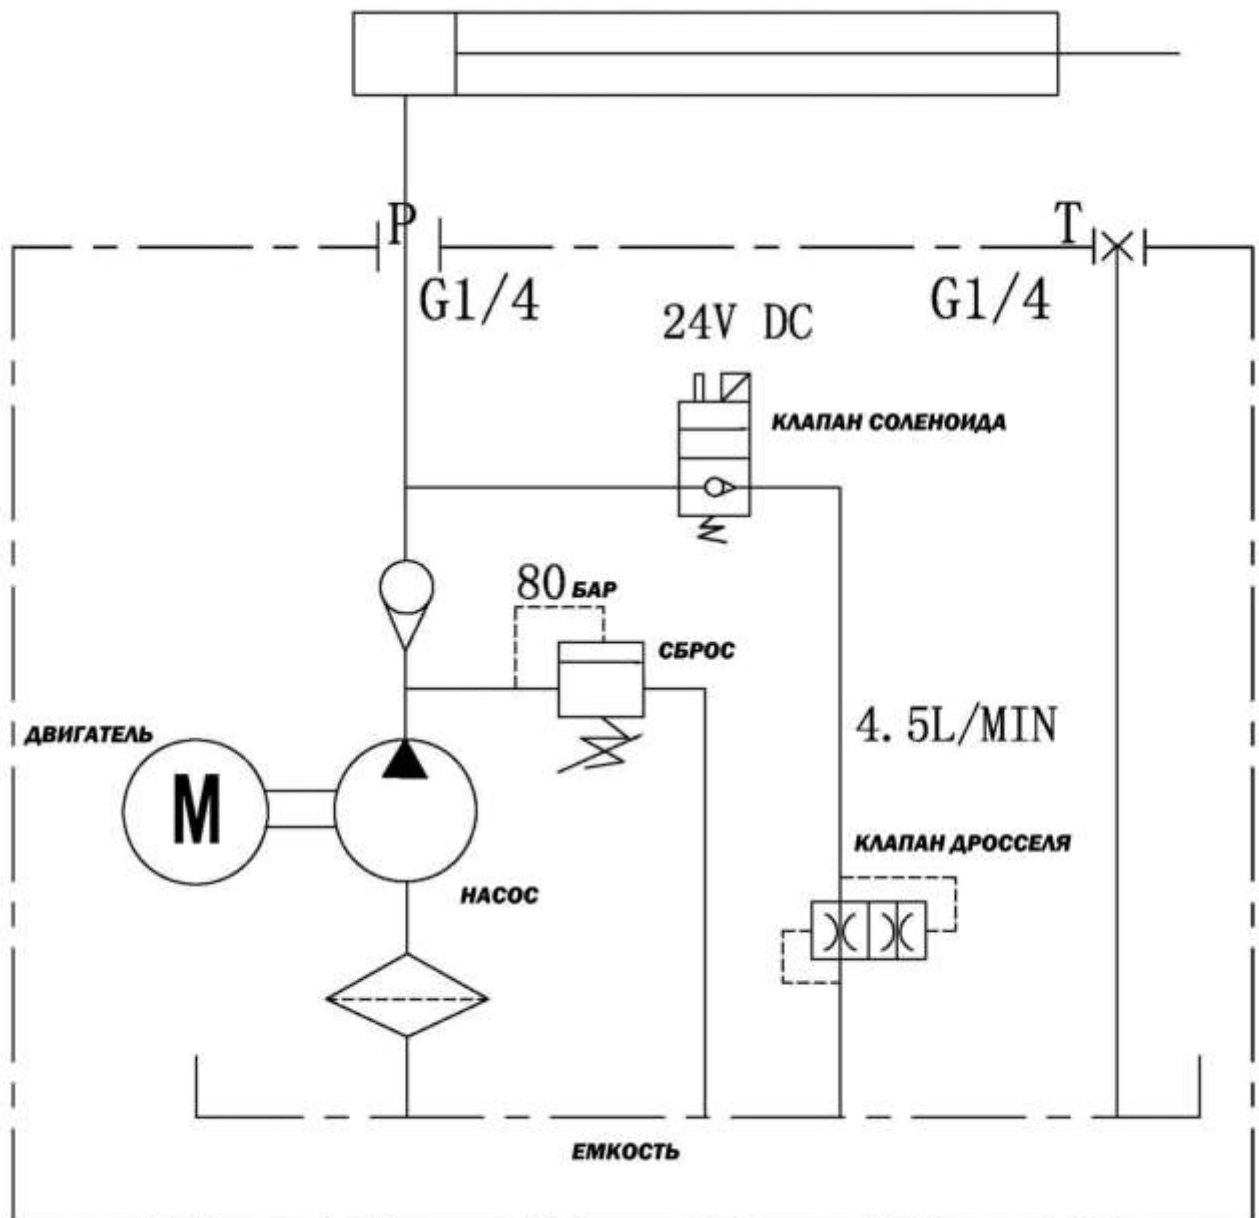 P
T
G1/4
G1/4
24V DC
КЛАПАН СОЛЕНОИДА
80 БАР
СБРОС
ДВИГАТЕЛЬ
4.5L/MIN
M
КЛАПАН ДРОССЕЛЯ
НАСОС
ЕМКОСТЬ